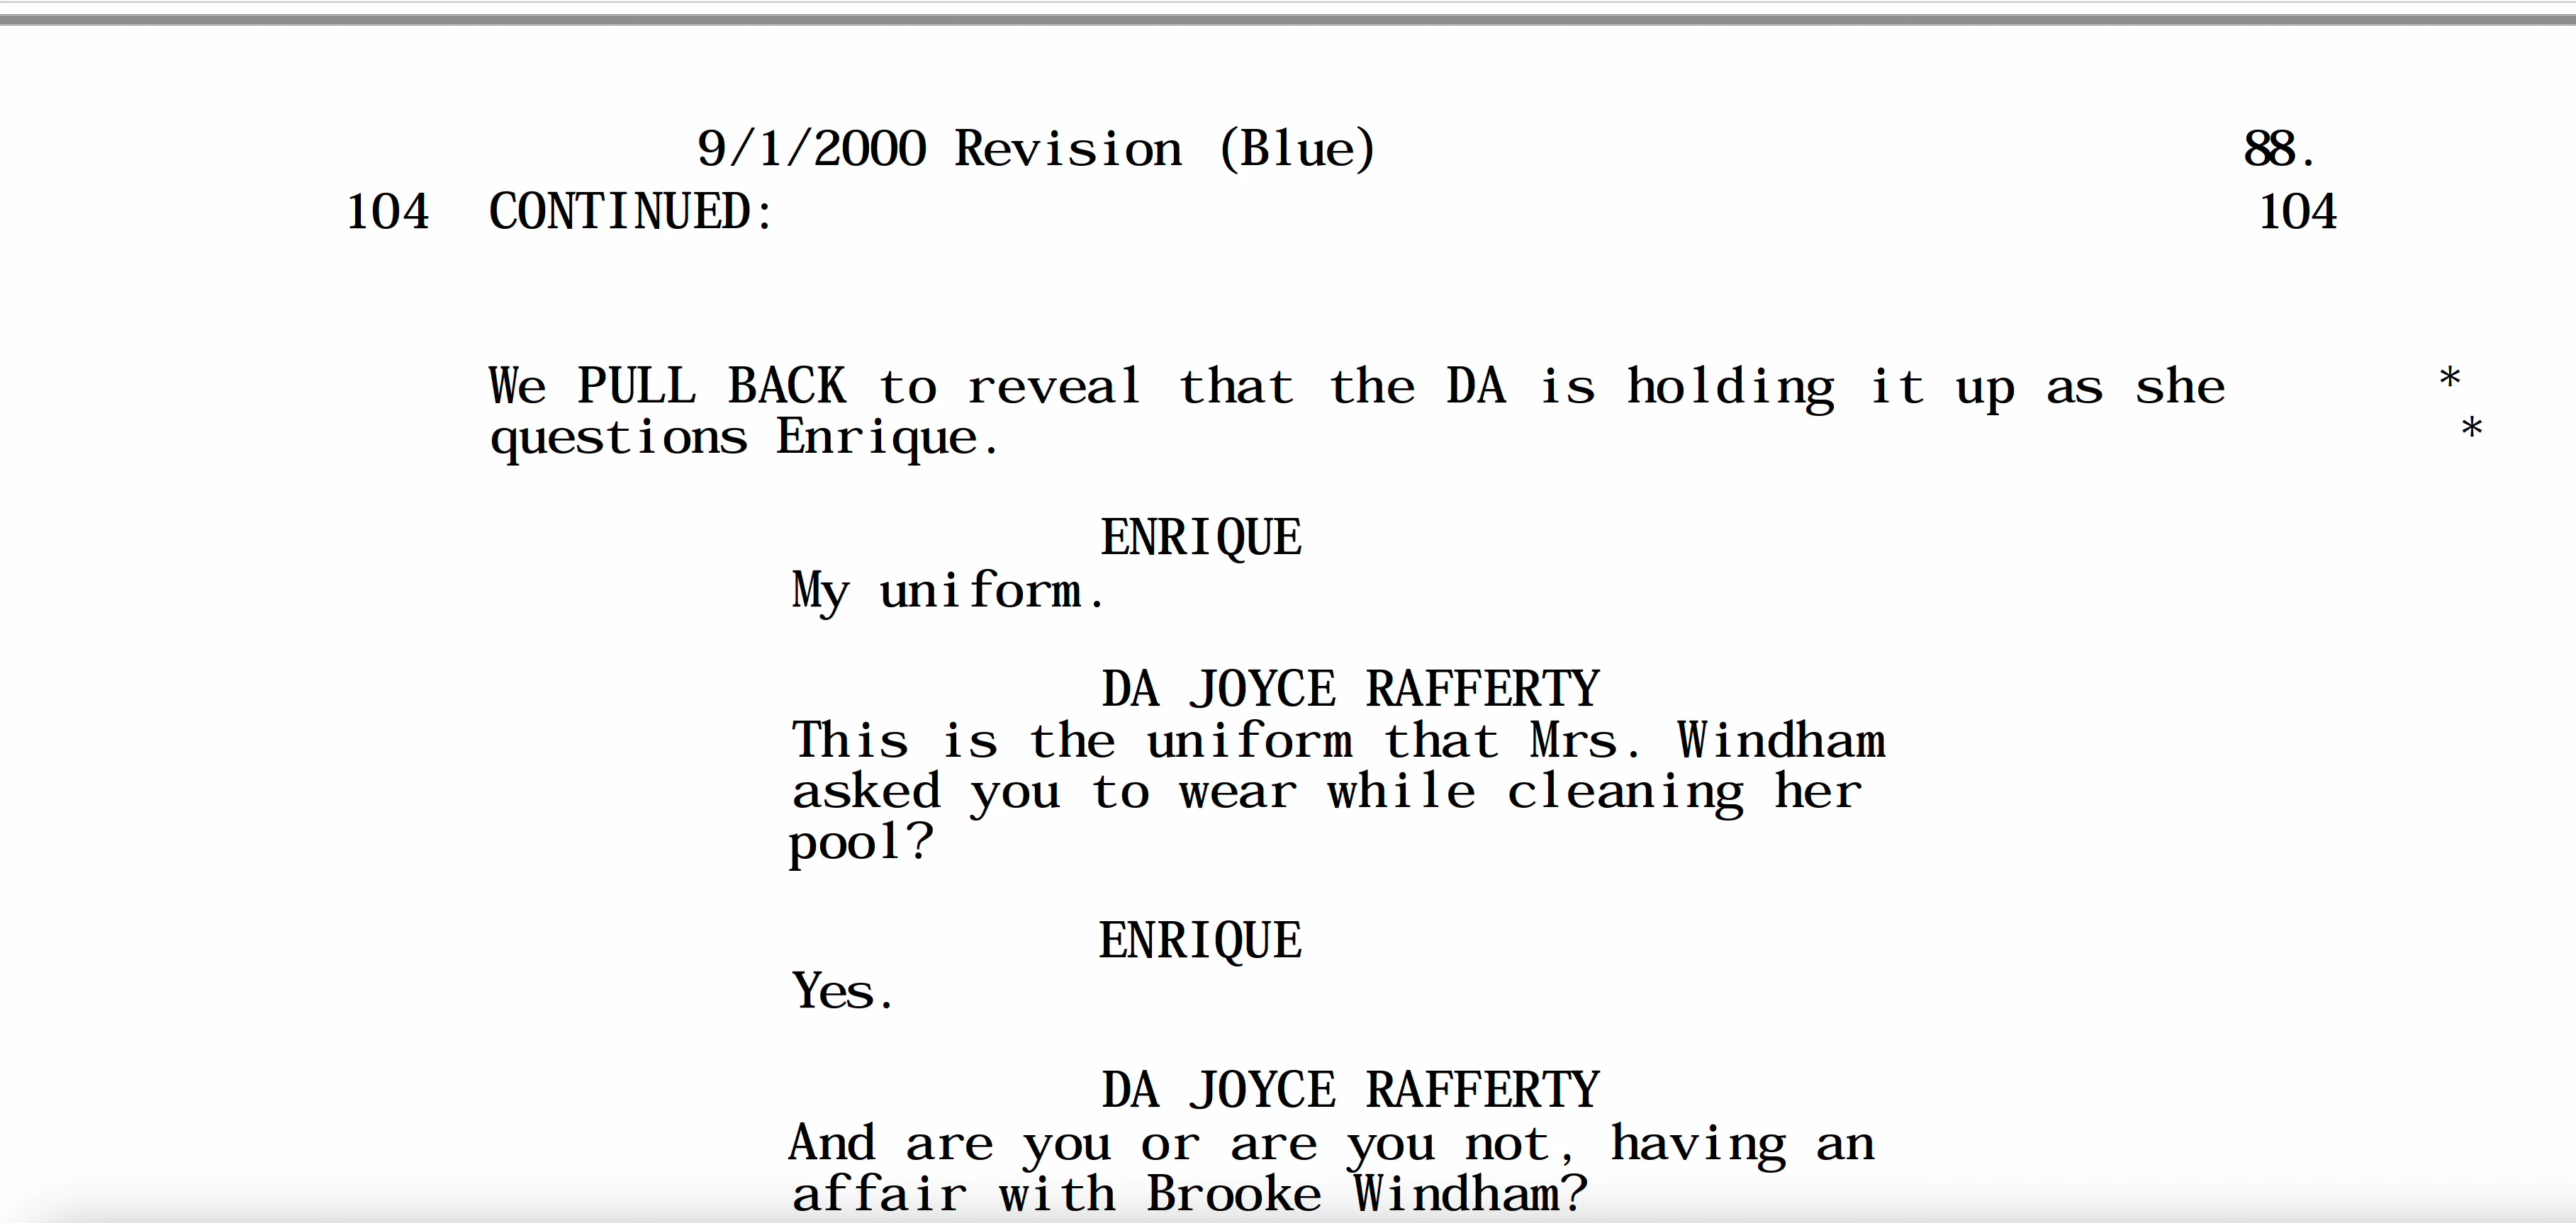 9/1/2000 Revision (Blue) 88.
104 CONTINUED: 104
We PULL BACK to reveal that the DA is holding it up as she *
questions Enrique. *
ENRIQUE
My uniform.
DA JOYCE RAFFERTY
This is the uniform that Mrs. Windham
asked you to wear while cleaning her
pool?
ENRIQUE
Yes.
DA JOYCE RAFFERTY
And are you or are you not, having an
affair with Brooke Windham?